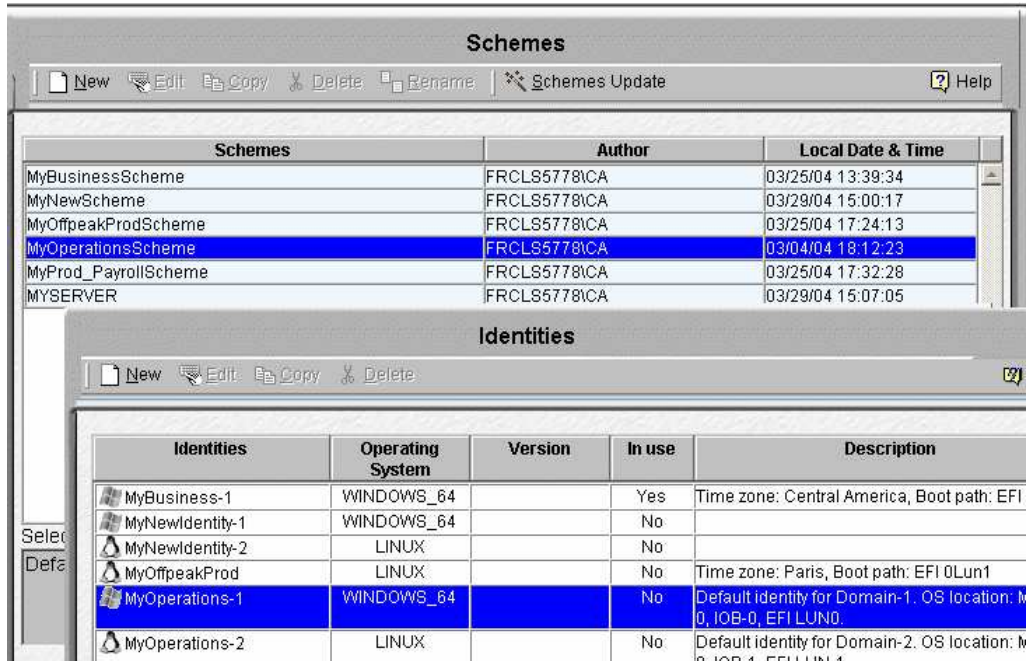 Schemes
New Edit Copy Delete Rename Schemes Update Help
Schemes Author Local Date & Time
MyBusinessScheme FRCLS5778\CA 03/25/04 13:39:34
MyNewScheme FRCLS5778\CA 03/29/04 15:00:17
MyOffpeakProdScheme FRCLS5778\CA 03/25/04 17:24:13
MyOperationsScheme FRCLS5778\CA 03/04/04 18:12:23
MyProd_PayrollScheme FRCLS5778\CA 03/25/04 17:32:28
MYSERVER FRCLS5778\CA 03/29/04 15:07:05
Identities
New Edit Copy Delete
Identities Operating System Version In use Description
MyBusiness-1 WINDOWS_64 Yes Time zone: Central America, Boot path: EFI
MyNewIdentity-1 WINDOWS_64 No
MyNewIdentity-2 LINUX No
MyOffpeakProd LINUX No Time zone: Paris, Boot path: EFI 0Lun1
MyOperations-1 WINDOWS_64 No Default identity for Domain-1. OS location: M
0, IOB-0, EFI LUN0.
MyOperations-2 LINUX No Default identity for Domain-2. OS location: M
Selec
Defa